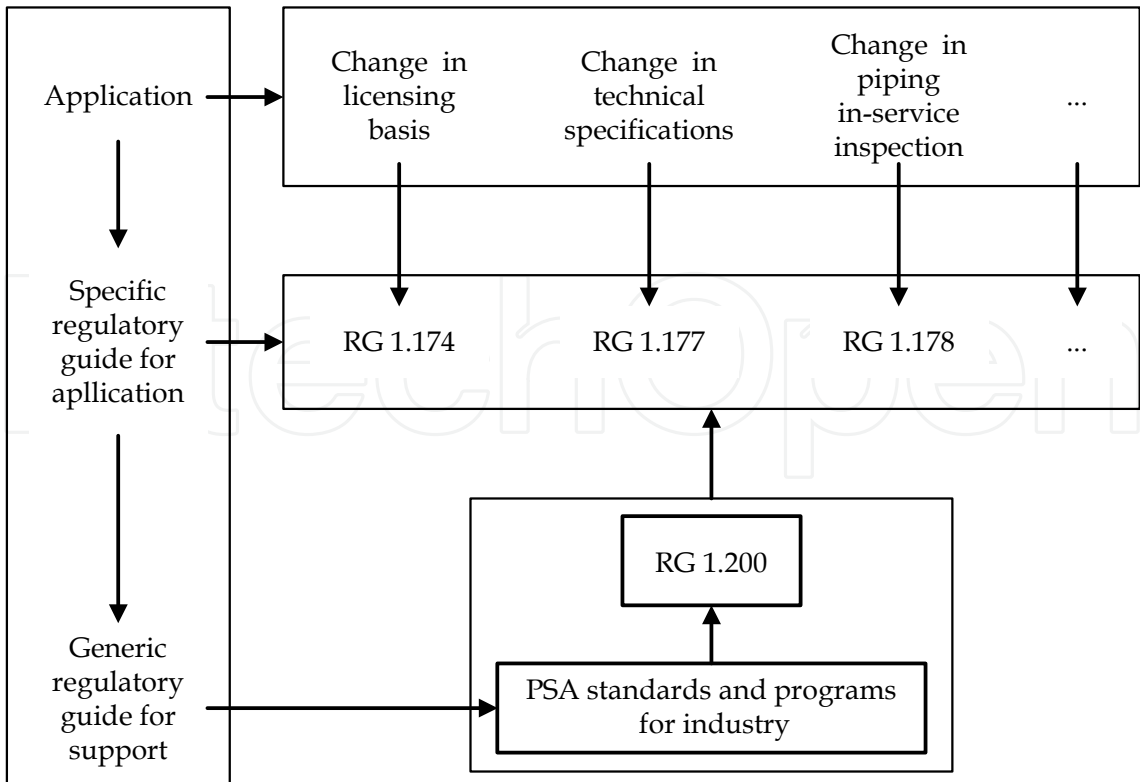 Application
Change in
licensing
basis
Change in
technical
specifications
Change in
piping
in-service
inspection
...
Specific
regulatory
guide for
apllication
RG 1.174
RG 1.177
RG 1.178
...
RG 1.200
Generic
regulatory
guide for
support
PSA standards and programs
for industry
IntechOpen